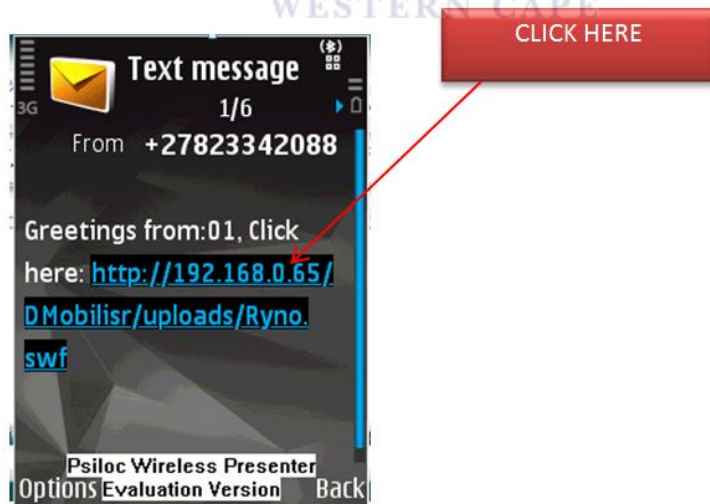 WESTERN CAPE
CLICK HERE
Text message
3G
1/6
From +27823342088
Greetings from:01, Click
here: http://192.168.0.65/
DMobilisr/uploads/Ryno.
swf
Psiloc Wireless Presenter
Options Evaluation Version Back